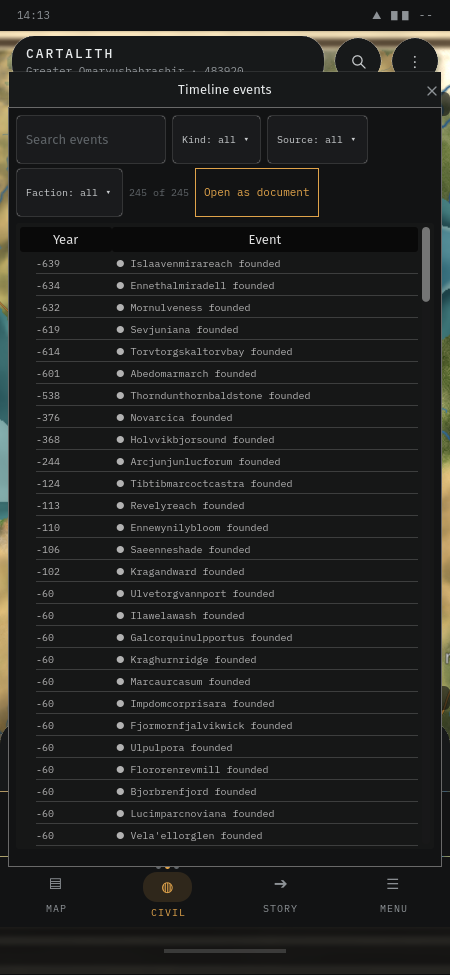 14:13
CARTALITH
Greater Omaryushahrashir · 483920
Timeline events
Search events
Kind: all
Source: all
Faction: all
245 of 245
Open as document
Year Event
-639 Islaavenmirareach founded
-634 Ennethalmiradell founded
-632 Mornulveness founded
-619 Sevjuniana founded
-614 Torvtorgskaltorvbay founded
-601 Abedomarmarch founded
-538 Thorndunthornbaldstone founded
-376 Novarcica founded
-368 Holvvikbjorsound founded
-244 Arcjunjunlucforum founded
-124 Tibtibmarcoctcastra founded
-113 Revelyreach founded
-110 Ennewynilybloom founded
-106 Saeenneshade founded
-102 Kragandward founded
-60 Ulvetorgvannport founded
-60 Ilawelawash founded
-60 Galcorquinulpportus founded
-60 Kraghurnridge founded
-60 Marcaurcasum founded
-60 Impdomcorprisara founded
-60 Fjormornfjalvikwick founded
-60 Ulpulpora founded
-60 Flororenrevmill founded
-60 Bjorbrenfjord founded
-60 Lucimparcnoviana founded
-60 Vela'ellorglen founded
MAP
CIVIL
STORY
MENU